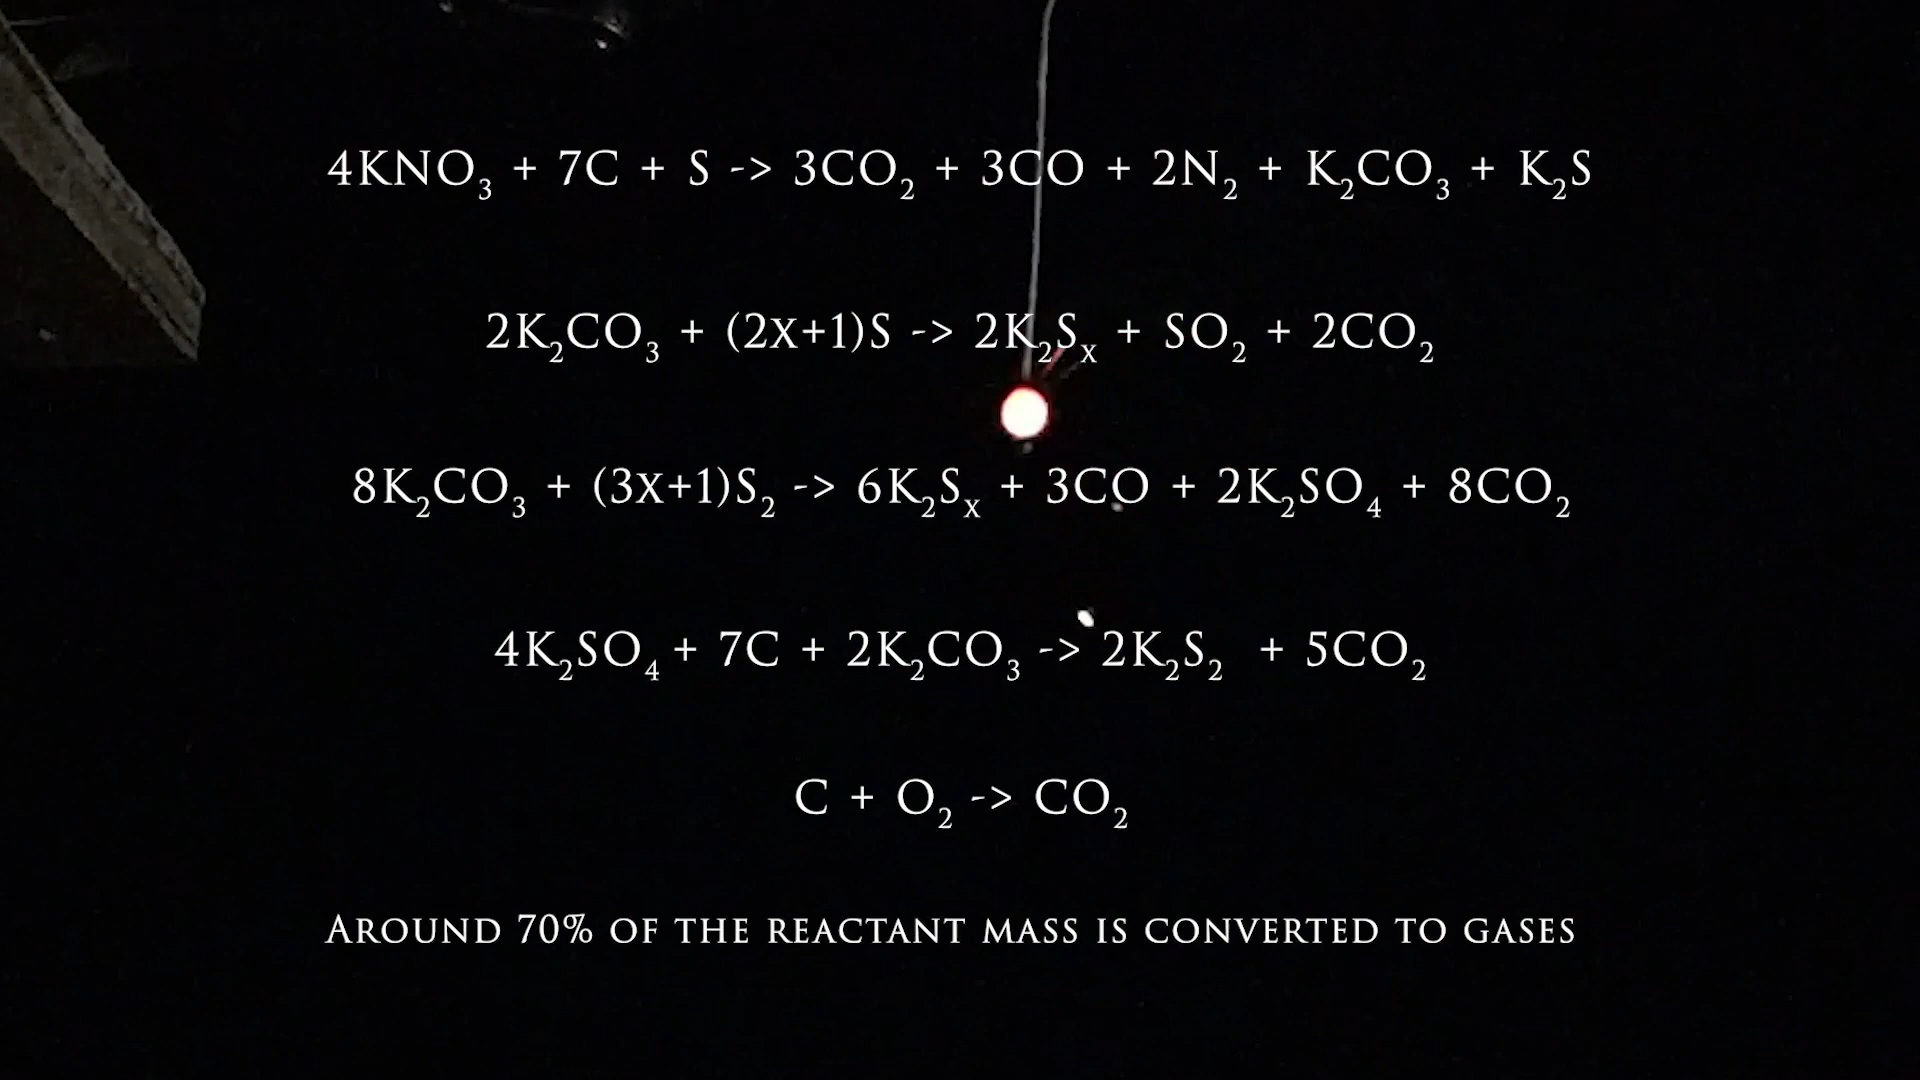 4KNO₃ + 7C + S -> 3CO₂ + 3CO + 2N₂ + K₂CO₃ + K₂S
2K₂CO₃ + (2x+1)S -> 2K₂Sₓ + SO₂ + 2CO₂
8K₂CO₃ + (3x+1)S₂ -> 6K₂Sₓ + 3CO + 2K₂SO₄ + 8CO₂
4K₂SO₄ + 7C + 2K₂CO₃ -> 2K₂S₂ + 5CO₂
C + O₂ -> CO₂
Around 70% of the reactant mass is converted to gases